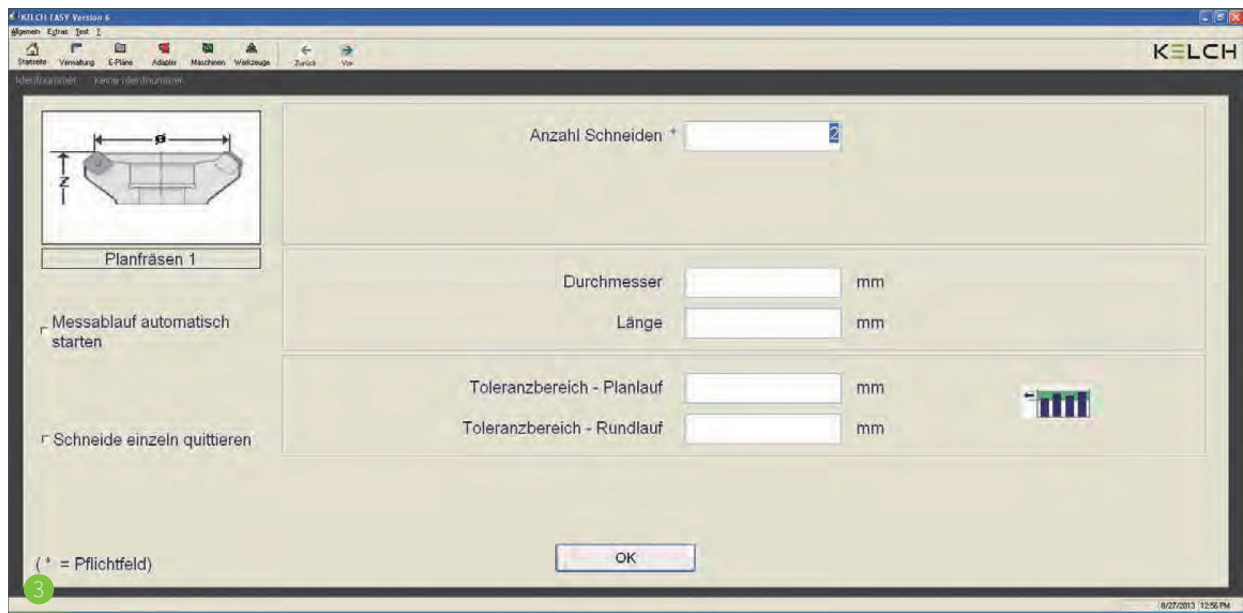 KELCH EASY Version 6
Allgemein Extras Test ?
Startseite Verwaltung E-Pläne Adapter Maschinen Werkzeuge Zurück Vor
KELCH
Identnummer keine Identnummer
Ø
Z
Planfräsen 1
Messablauf automatisch
starten
Schneide einzeln quittieren
Anzahl Schneiden * 2
Durchmesser mm
Länge mm
Toleranzbereich - Planlauf mm
Toleranzbereich - Rundlauf mm
OK
( * = Pflichtfeld)
3
8/27/2013 12:56 PM